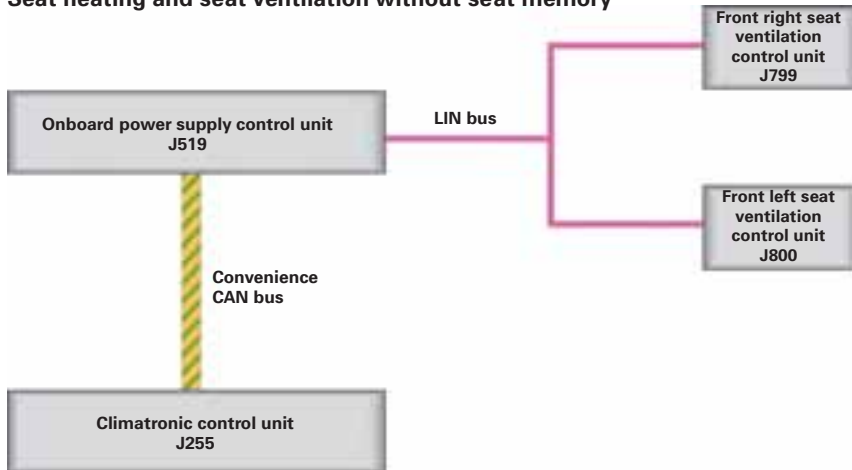 Seat heating and seat ventilation without seat memory
Front right seat
ventilation
control unit
J799
Onboard power supply control unit
J519
LIN bus
Front left seat
ventilation
control unit
J800
Convenience
CAN bus
Climatronic control unit
J255